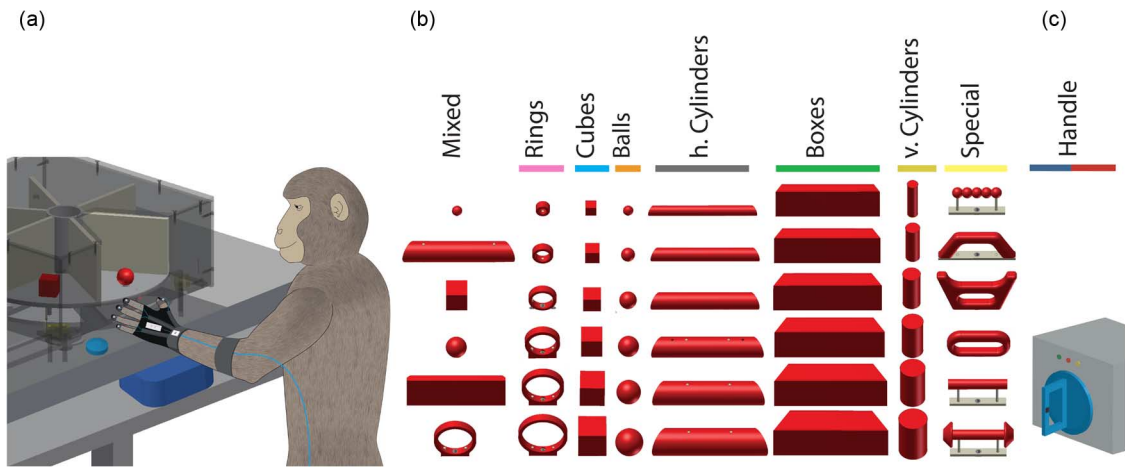 (a)
(b)
(c)
Mixed
Rings
Cubes
Balls
h. Cylinders
Boxes
v. Cylinders
Special
Handle